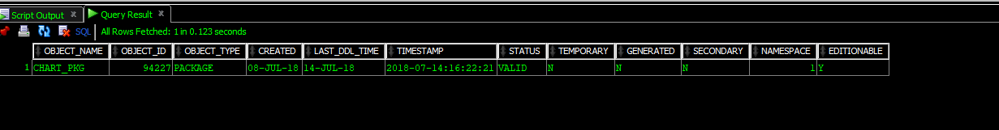 Script Output x Query Result x
SQL All Rows Fetched: 1 in 0.123 seconds
OBJECT_NAME OBJECT_ID OBJECT_TYPE CREATED LAST_DDL_TIME TIMESTAMP STATUS TEMPORARY GENERATED SECONDARY NAMESPACE EDITIONABLE
1 CHART_PKG 94227 PACKAGE 08-JUL-18 14-JUL-18 2018-07-14:16:22:21 VALID N N N 1 Y